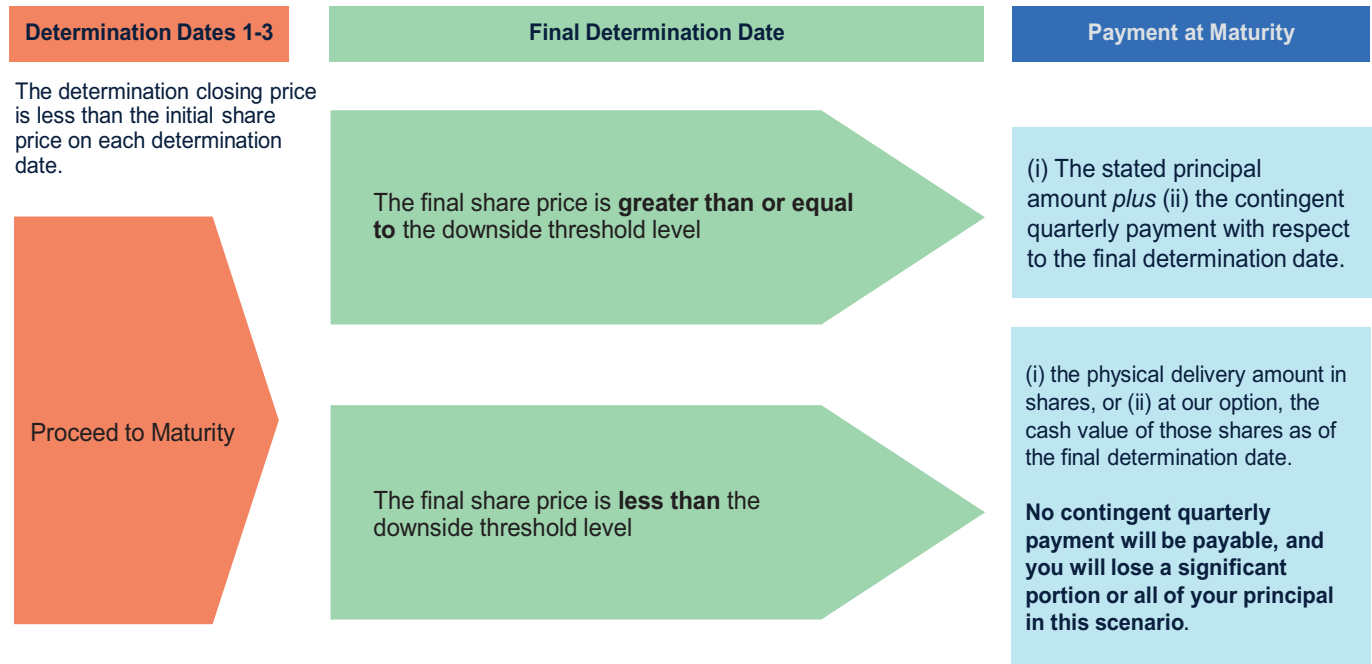 Determination Dates 1-3
Final Determination Date
Payment at Maturity
The determination closing price
is less than the initial share
price on each determination
date.
Proceed to Maturity
The final share price is greater than or equal
to the downside threshold level
(i) The stated principal
amount plus (ii) the contingent
quarterly payment with respect
to the final determination date.
The final share price is less than the
downside threshold level
(i) the physical delivery amount in
shares, or (ii) at our option, the
cash value of those shares as of
the final determination date.
No contingent quarterly
payment will be payable, and
you will lose a significant
portion or all of your principal
in this scenario.